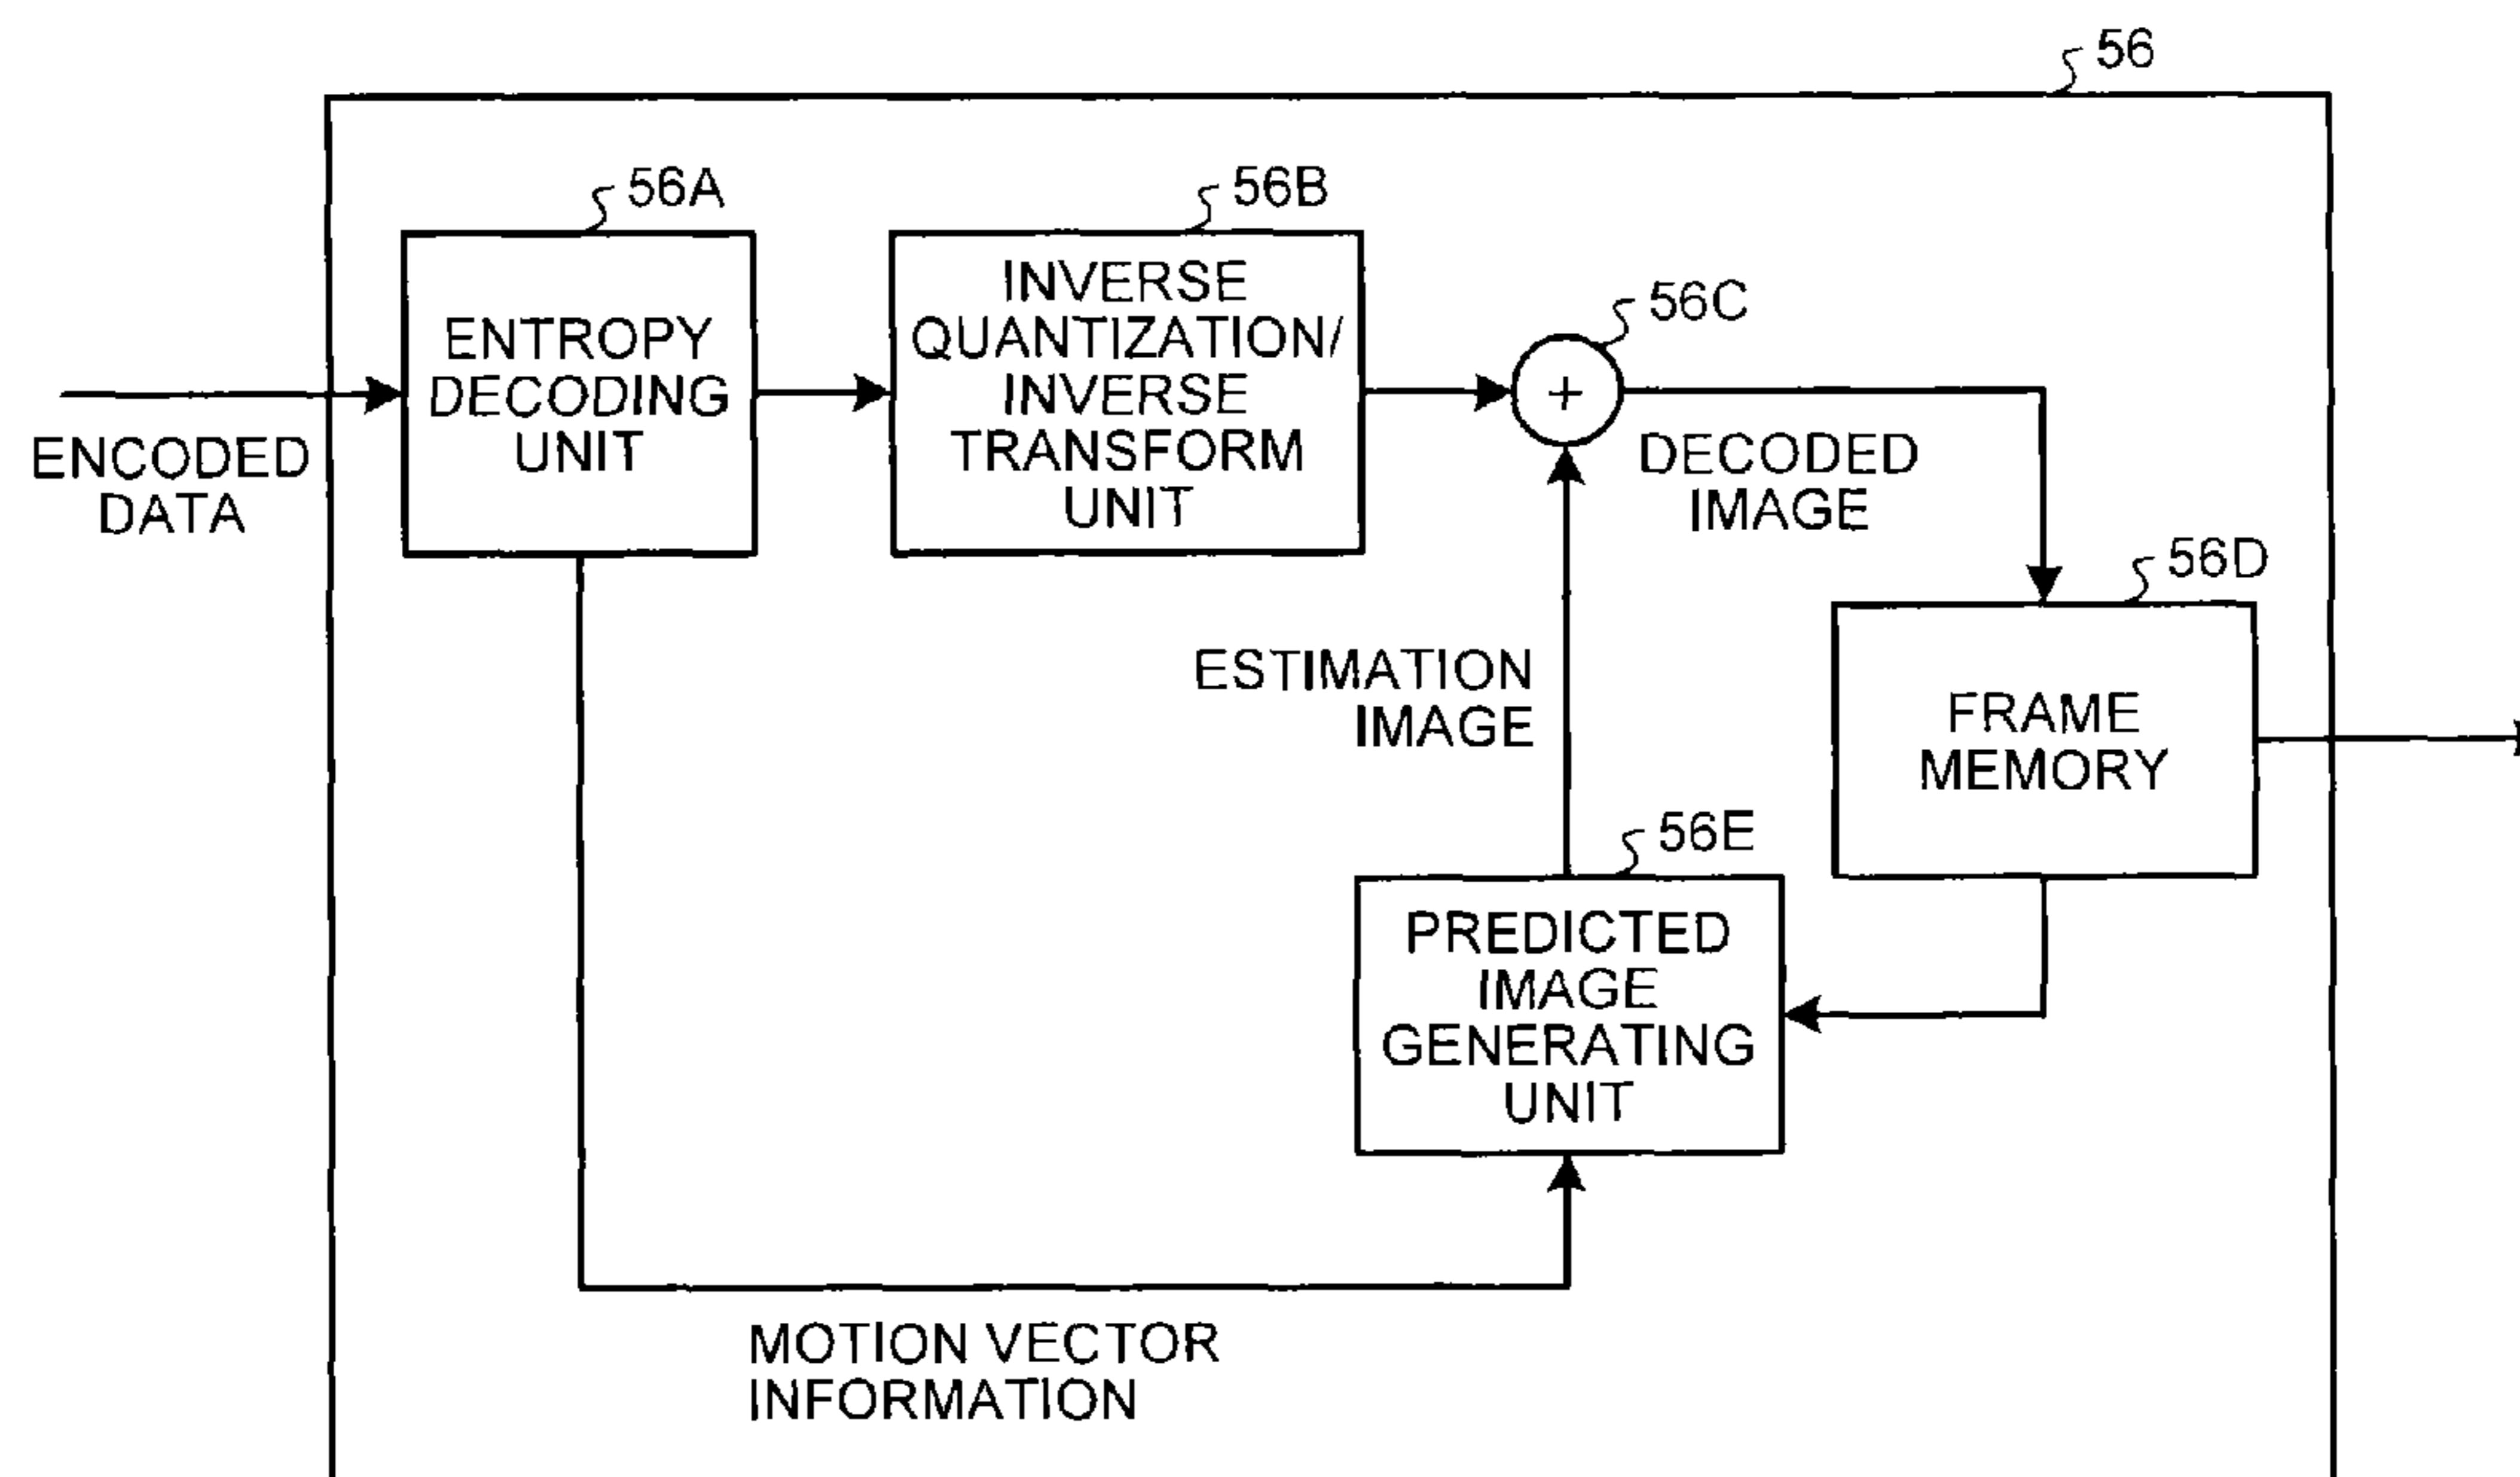 56
56A
56B
56C
ENTROPY
DECODING
UNIT
INVERSE
QUANTIZATION/
INVERSE
TRANSFORM
UNIT
+
ENCODED
DATA
DECODED
IMAGE
56D
ESTIMATION
IMAGE
FRAME
MEMORY
56E
PREDICTED
IMAGE
GENERATING
UNIT
MOTION VECTOR
INFORMATION